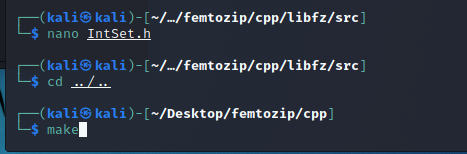 ┌──(kali㉿kali)-[~/…/femtozip/cpp/libfz/src]
└─$ nano IntSet.h
┌──(kali㉿kali)-[~/…/femtozip/cpp/libfz/src]
└─$ cd ../..
┌──(kali㉿kali)-[~/Desktop/femtozip/cpp]
└─$ make